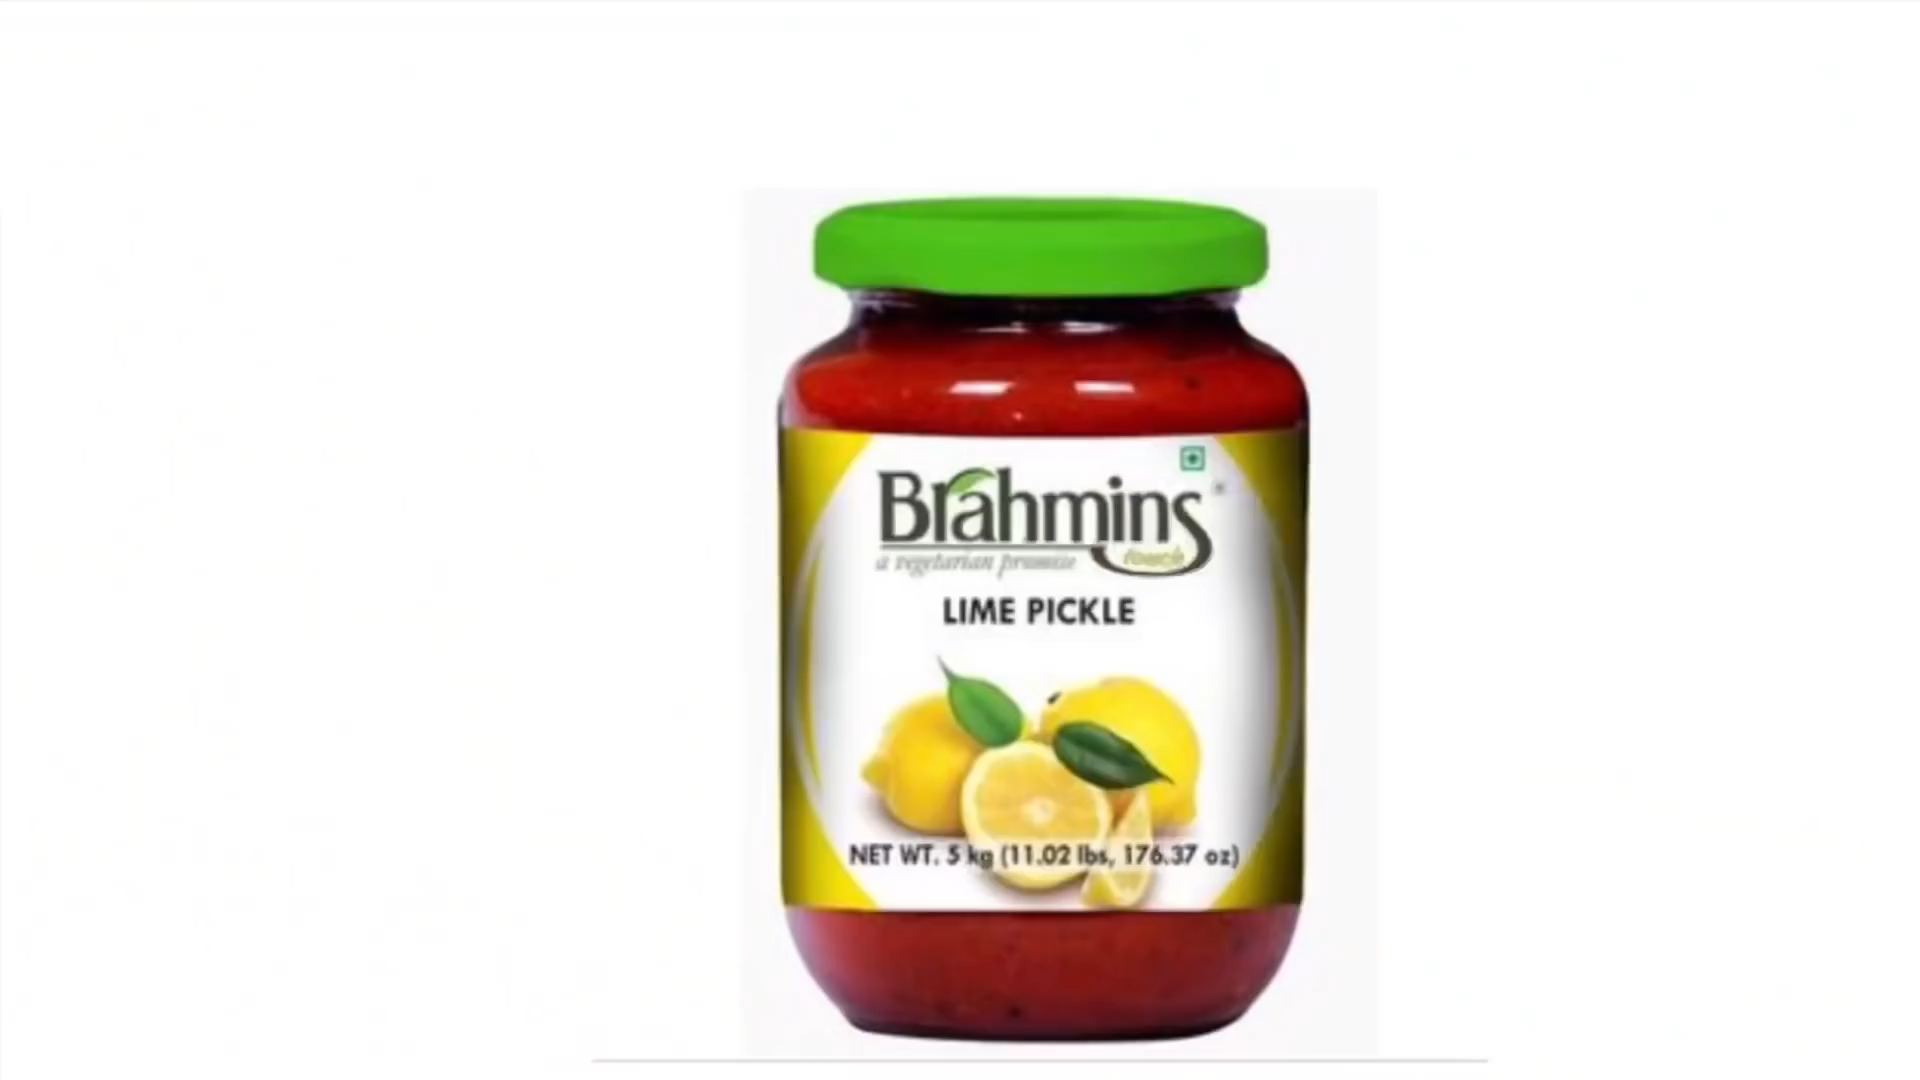 Brahmins
a vegetarian promise touch
LIME PICKLE
NET WT. 5 kg (11.02 lbs, 176.37 oz)